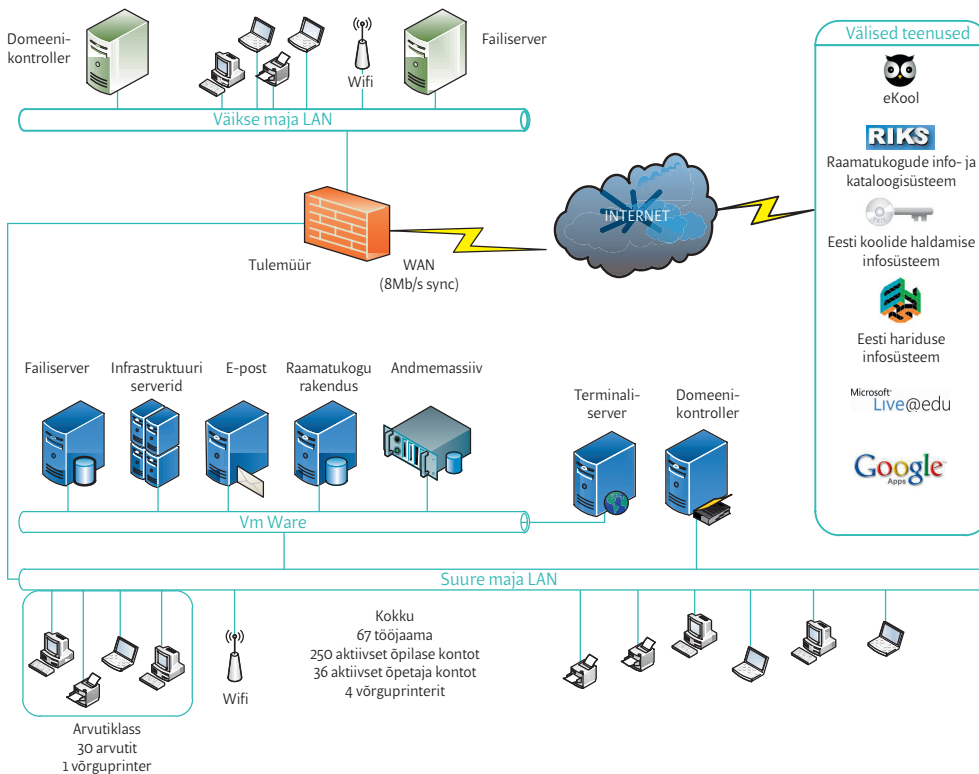 Domeeni-
kontroller
Wifi
Failiserver
Väikse maja LAN
Välised teenused
eKool
RIKS
Raamatukogude info- ja
kataloogisüsteem
Eesti koolide haldamise
infosüsteem
Eesti hariduse
infosüsteem
Microsoft
Live@edu
Google
Apps
INTERNET
Tulemüür
WAN
(8Mb/s sync)
Failiserver
Infrastruktuuri
serverid
E-post
Raamatukogu
rakendus
Andmemassiiv
Terminali-
server
Domeeni-
kontroller
Vm Ware
Suure maja LAN
Wifi
Kokku
67 tööjaama
250 aktiivset õpilase kontot
36 aktiivset õpetaja kontot
4 võrguprinterit
Arvutiklass
30 arvutit
1 võrguprinter